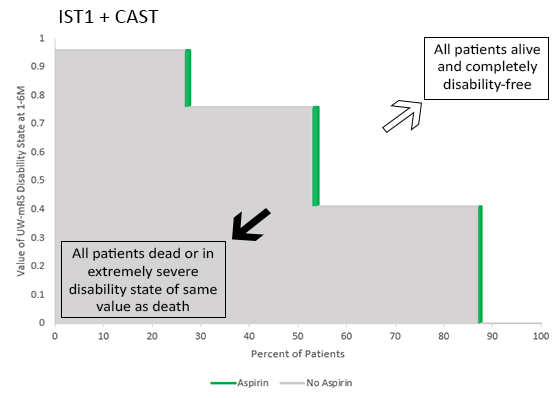 IST1 + CAST
All patients alive
and completely
disability-free
Value of UW-mRS Disability State at 1-6M
1
0.9
0.8
0.7
0.6
0.5
0.4
0.3
0.2
0.1
0
All patients dead or in
extremely severe
disability state of same
value as death
0 10 20 30 40 50 60 70 80 90 100
Percent of Patients
Aspirin No Aspirin